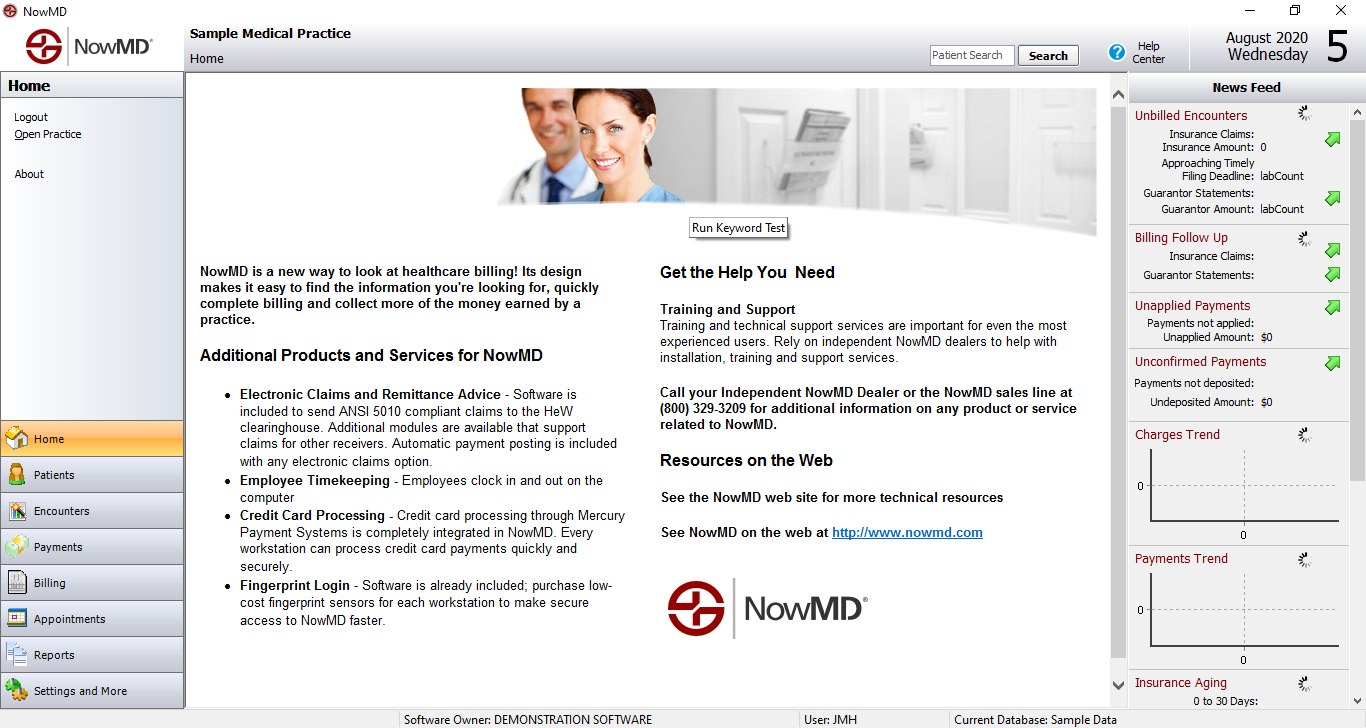 NowMD
NowMD®
Sample Medical Practice
Home
Patient Search
Search
Help
Center
August 2020
Wednesday
5
Home
Logout
Open Practice
About
Home
Patients
Encounters
Payments
Billing
Appointments
Reports
Settings and More
Run Keyword Test
NowMD is a new way to look at healthcare billing! Its design
makes it easy to find the information you're looking for, quickly
complete billing and collect more of the money earned by a
practice.
Additional Products and Services for NowMD
• Electronic Claims and Remittance Advice - Software is
included to send ANSI 5010 compliant claims to the HeW
clearinghouse. Additional modules are available that support
claims for other receivers. Automatic payment posting is included
with any electronic claims option.
• Employee Timekeeping - Employees clock in and out on the
computer
• Credit Card Processing - Credit card processing through Mercury
Payment Systems is completely integrated in NowMD. Every
workstation can process credit card payments quickly and
securely.
• Fingerprint Login - Software is already included; purchase low-
cost fingerprint sensors for each workstation to make secure
access to NowMD faster.
Get the Help You Need
Training and Support
Training and technical support services are important for even the most
experienced users. Rely on independent NowMD dealers to help with
installation, training and support services.
Call your Independent NowMD Dealer or the NowMD sales line at
(800) 329-3209 for additional information on any product or service
related to NowMD.
Resources on the Web
See the NowMD web site for more technical resources
See NowMD on the web at http://www.nowmd.com
NowMD®
News Feed
Unbilled Encounters
Insurance Claims:
Insurance Amount: 0
Approaching Timely
Filing Deadline: labCount
Guarantor Statements:
Guarantor Amount: labCount
Billing Follow Up
Insurance Claims:
Guarantor Statements:
Unapplied Payments
Payments not applied:
Unapplied Amount: $0
Unconfirmed Payments
Payments not deposited:
Undeposited Amount: $0
Charges Trend
0
0
Payments Trend
0
0
Insurance Aging
0 to 30 Days:
Software Owner: DEMONSTRATION SOFTWARE
User: JMH
Current Database: Sample Data